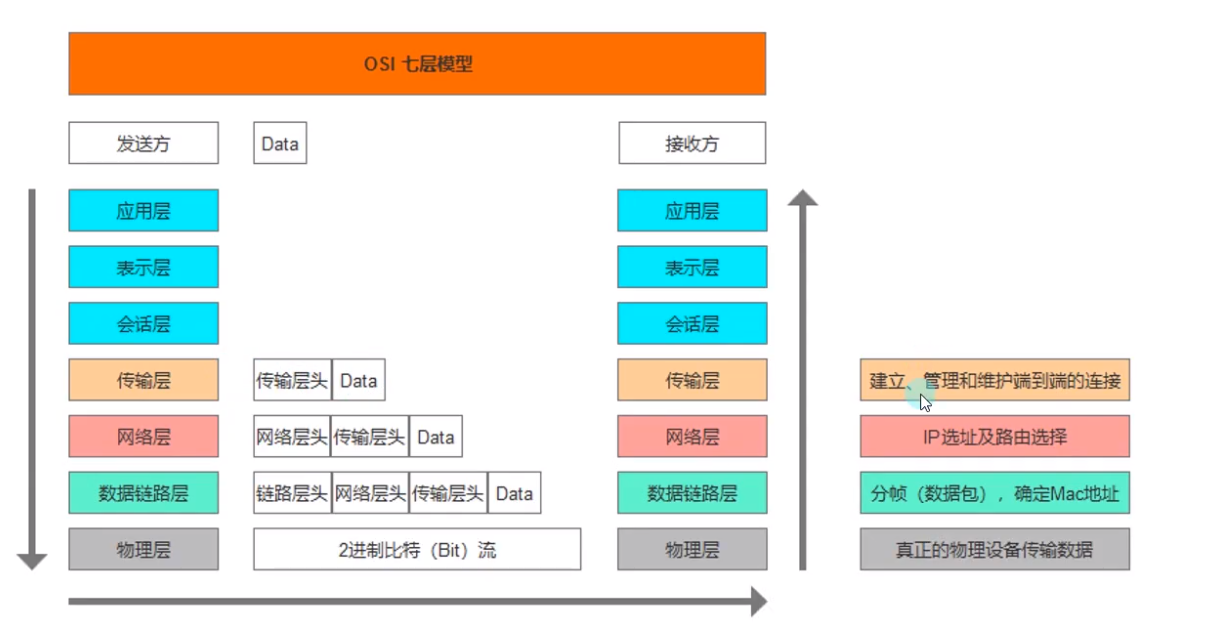 OSI 七层模型
发送方 Data 接收方
应用层 应用层
表示层 表示层
会话层 会话层
传输层 传输层头 Data 传输层 建立、管理和维护端到端的连接
网络层 网络层头 传输层头 Data 网络层 IP选址及路由选择
数据链路层 链路层头 网络层头 传输层头 Data 数据链路层 分帧（数据包），确定Mac地址
物理层 2进制比特（Bit）流 物理层 真正的物理设备传输数据